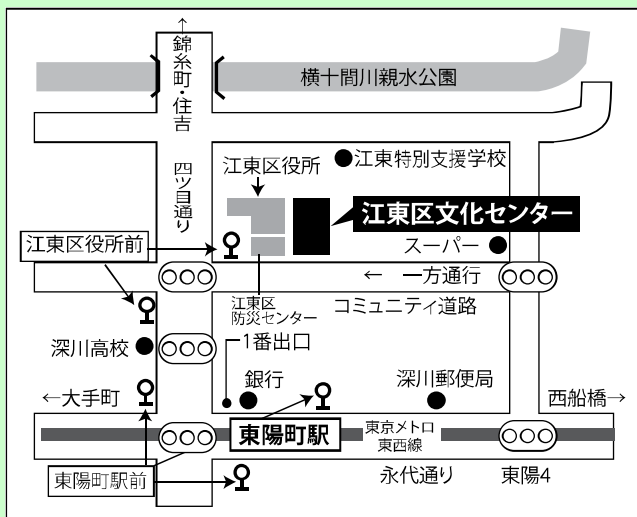 ↑錦糸町・住吉
横十間川親水公園
四ツ目通り
江東区役所
江東特別支援学校
江東区文化センター
江東区役所前
スーパー
← 一方通行
江東区
防災センター
コミュニティ道路
1番出口
深川高校
←大手町
銀行
深川郵便局
西船橋→
東陽町駅
東京メトロ
東西線
東陽町駅前
永代通り
東陽4